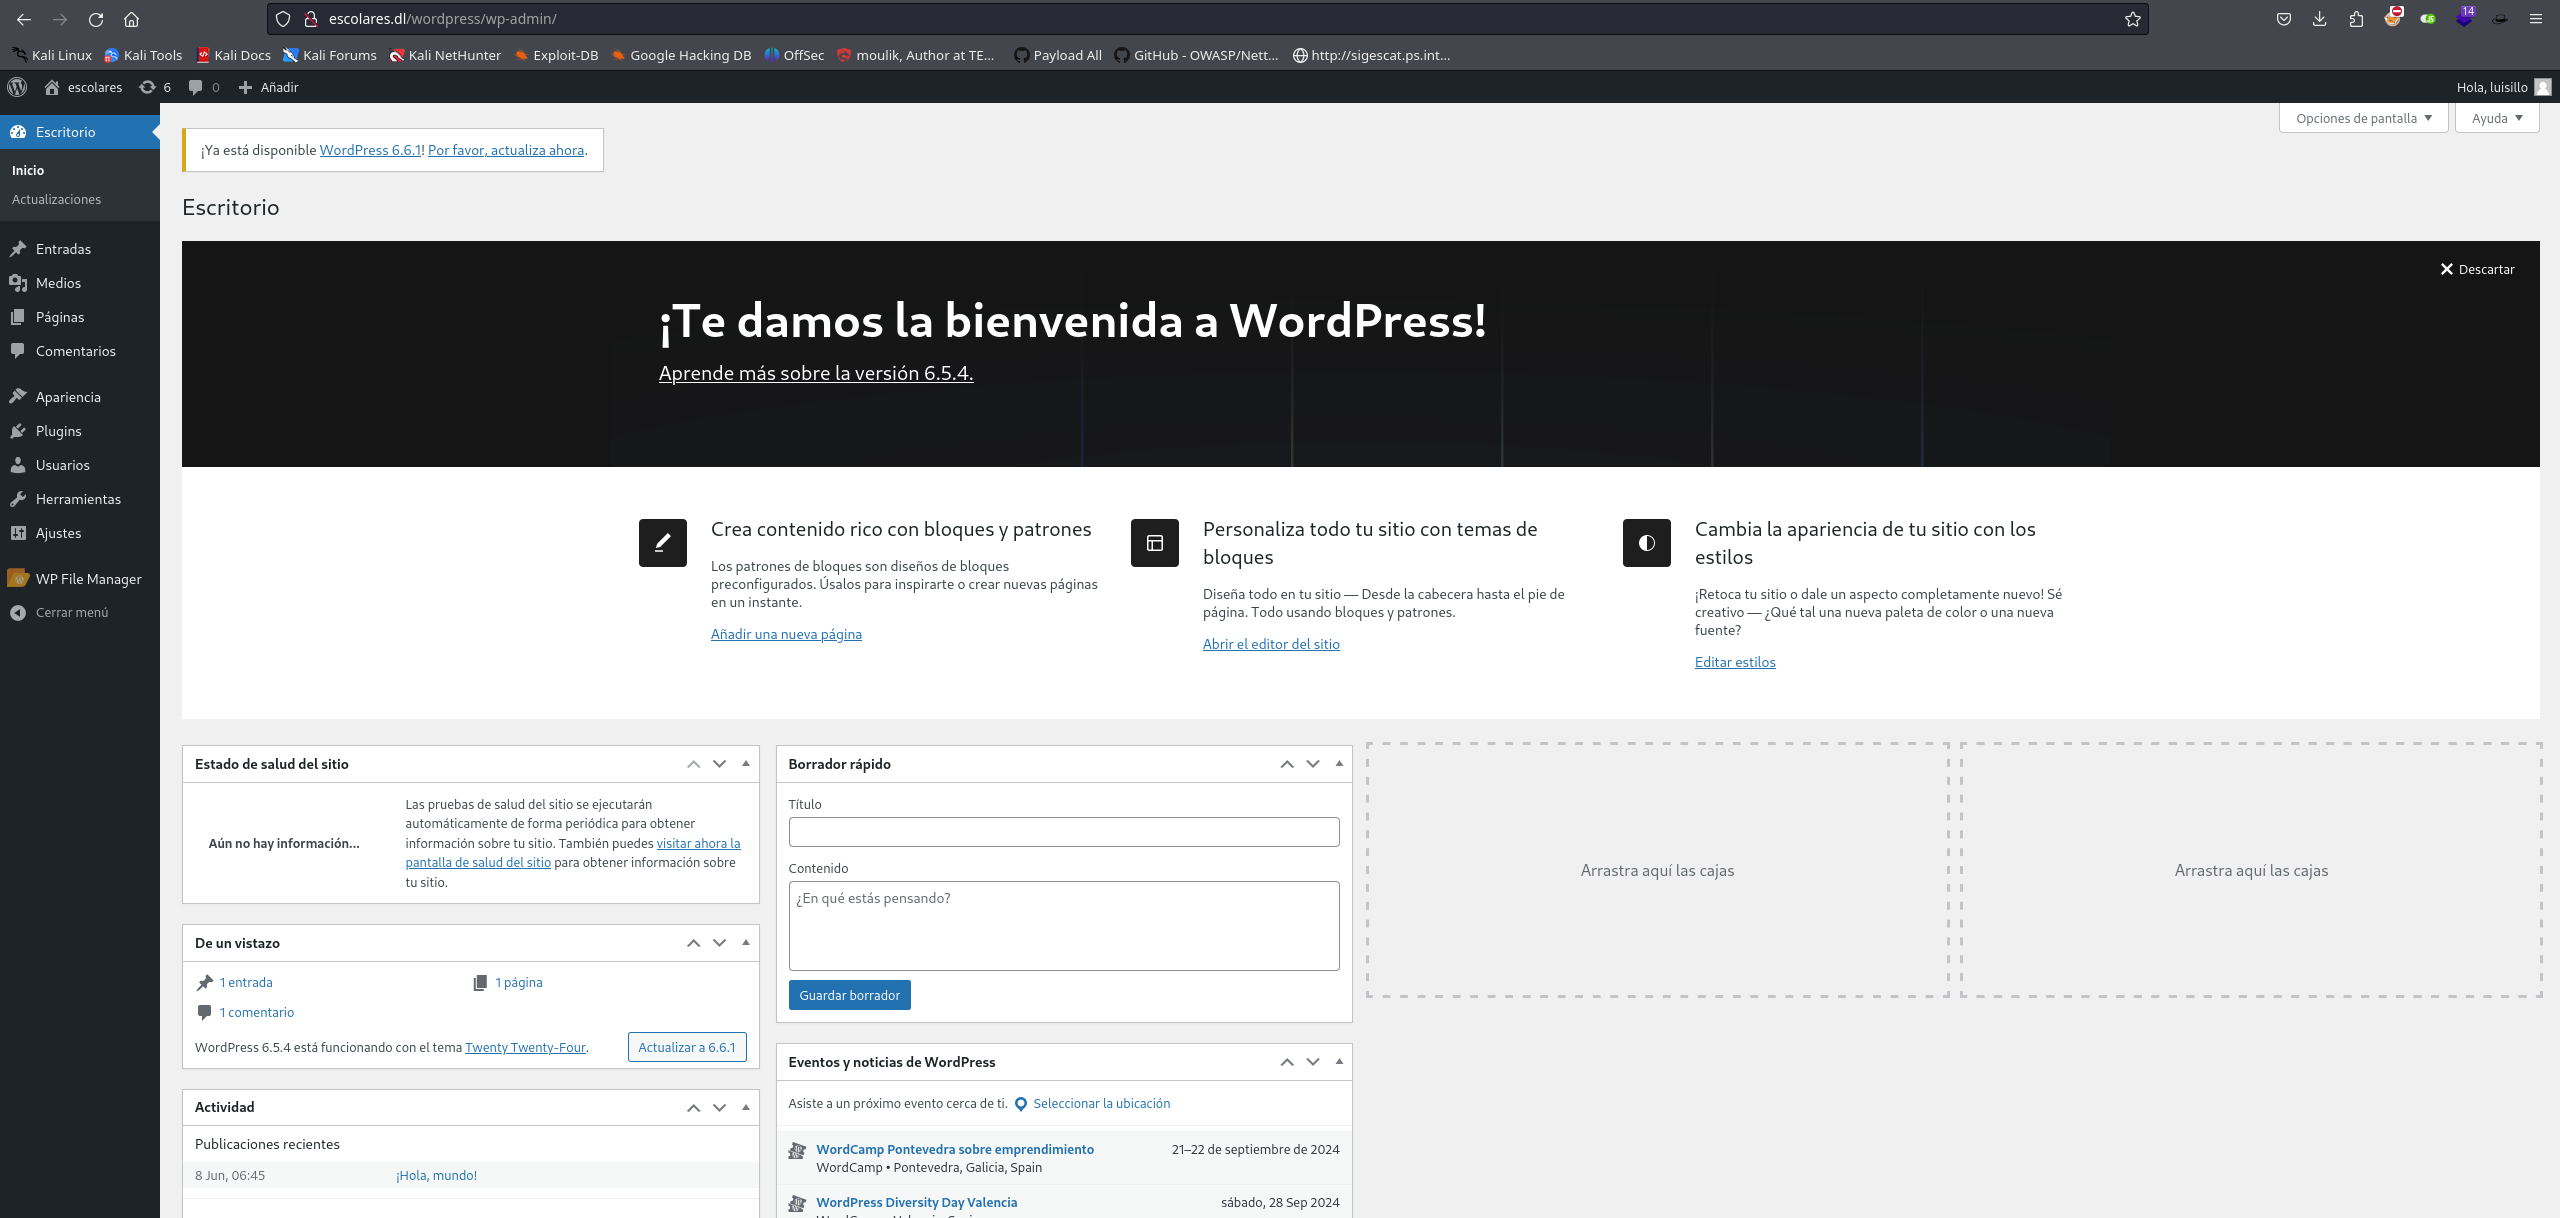 escolares.dl/wordpress/wp-admin/
14
Kali Linux
Kali Tools
Kali Docs
Kali Forums
Kali NetHunter
Exploit-DB
Google Hacking DB
OffSec
moulik, Author at TE...
Payload All
GitHub - OWASP/Nett...
http://sigescat.ps.int...
escolares
6
0
Añadir
Hola, luisillo
Escritorio
Inicio
Actualizaciones
Entradas
Medios
Páginas
Comentarios
Apariencia
Plugins
Usuarios
Herramientas
Ajustes
WP File Manager
Cerrar menú
Opciones de pantalla
Ayuda
¡Ya está disponible WordPress 6.6.1! Por favor, actualiza ahora.
Escritorio
Descartar
¡Te damos la bienvenida a WordPress!
Aprende más sobre la versión 6.5.4.
Crea contenido rico con bloques y patrones
Los patrones de bloques son diseños de bloques
preconfigurados. Úsalos para inspirarte o crear nuevas páginas
en un instante.
Añadir una nueva página
Personaliza todo tu sitio con temas de
bloques
Diseña todo en tu sitio — Desde la cabecera hasta el pie de
página. Todo usando bloques y patrones.
Abrir el editor del sitio
Cambia la apariencia de tu sitio con los
estilos
¡Retoca tu sitio o dale un aspecto completamente nuevo! Sé
creativo — ¿Qué tal una nueva paleta de color o una nueva
fuente?
Editar estilos
Estado de salud del sitio
Aún no hay información...
Las pruebas de salud del sitio se ejecutarán
automáticamente de forma periódica para obtener
información sobre tu sitio. También puedes visitar ahora la
pantalla de salud del sitio para obtener información sobre
tu sitio.
De un vistazo
1 entrada
1 página
1 comentario
WordPress 6.5.4 está funcionando con el tema Twenty Twenty-Four.
Actualizar a 6.6.1
Actividad
Publicaciones recientes
8 Jun, 06:45
¡Hola, mundo!
Borrador rápido
Título
Contenido
¿En qué estás pensando?
Guardar borrador
Eventos y noticias de WordPress
Asiste a un próximo evento cerca de ti.
Seleccionar la ubicación
WordCamp Pontevedra sobre emprendimiento
21–22 de septiembre de 2024
WordCamp • Pontevedra, Galicia, Spain
WordPress Diversity Day Valencia
sábado, 28 Sep 2024
Arrastra aquí las cajas
Arrastra aquí las cajas